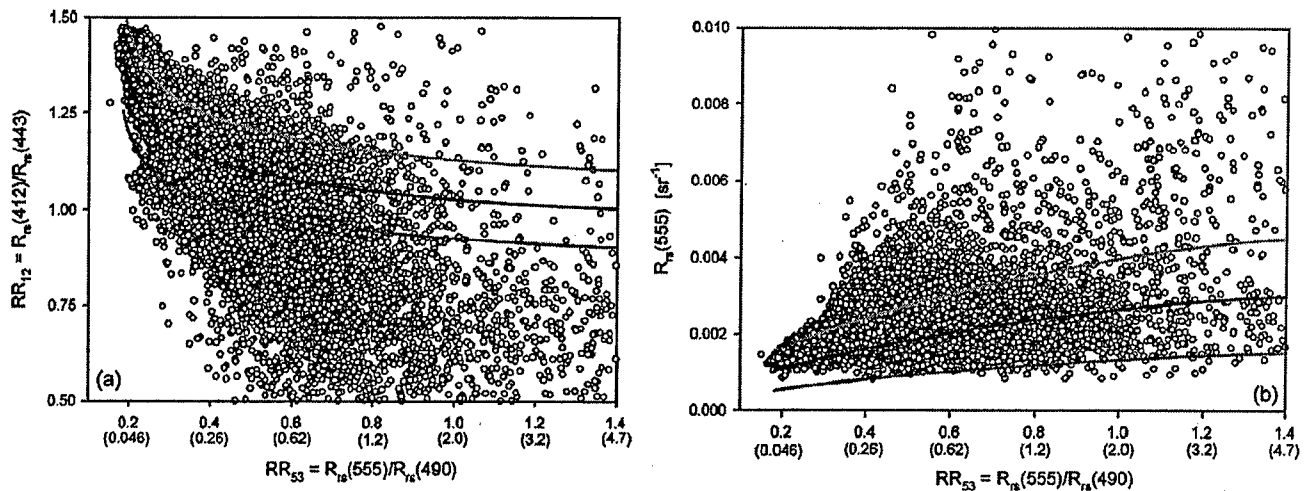 1.50
1.25
1.00
0.75
0.50
RR12 = Rrs(412)/Rrs(443)
(a)
0.2 0.4 0.6 0.8 1.0 1.2 1.4
(0.046) (0.26) (0.62) (1.2) (2.0) (3.2) (4.7)
RR53 = Rrs(555)/Rrs(490)
0.010
0.008
0.006
0.004
0.002
0.000
Rrs(555) [sr-1]
(b)
0.2 0.4 0.6 0.8 1.0 1.2 1.4
(0.046) (0.26) (0.62) (1.2) (2.0) (3.2) (4.7)
RR53 = Rrs(555)/Rrs(490)